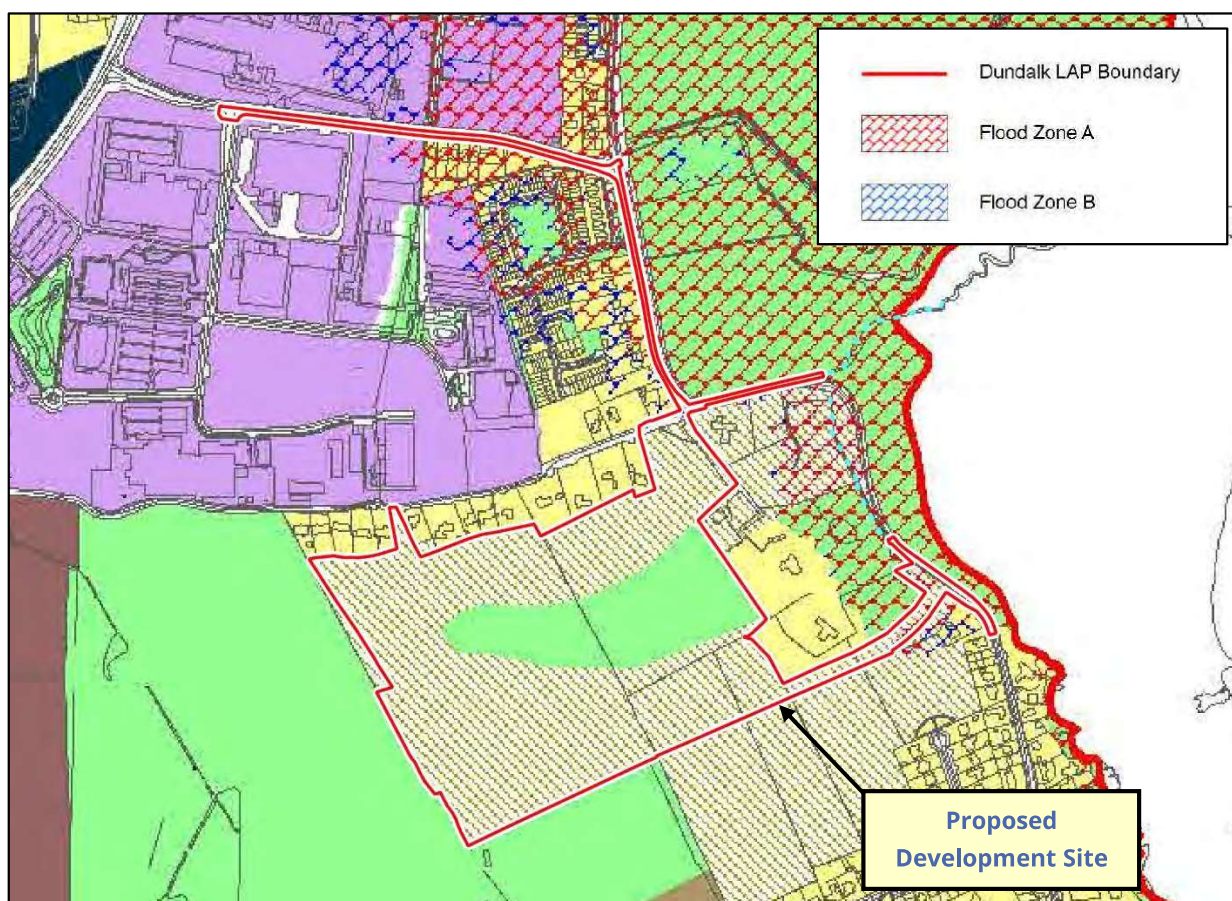 Dundalk LAP Boundary
Flood Zone A
Flood Zone B
Proposed
Development Site